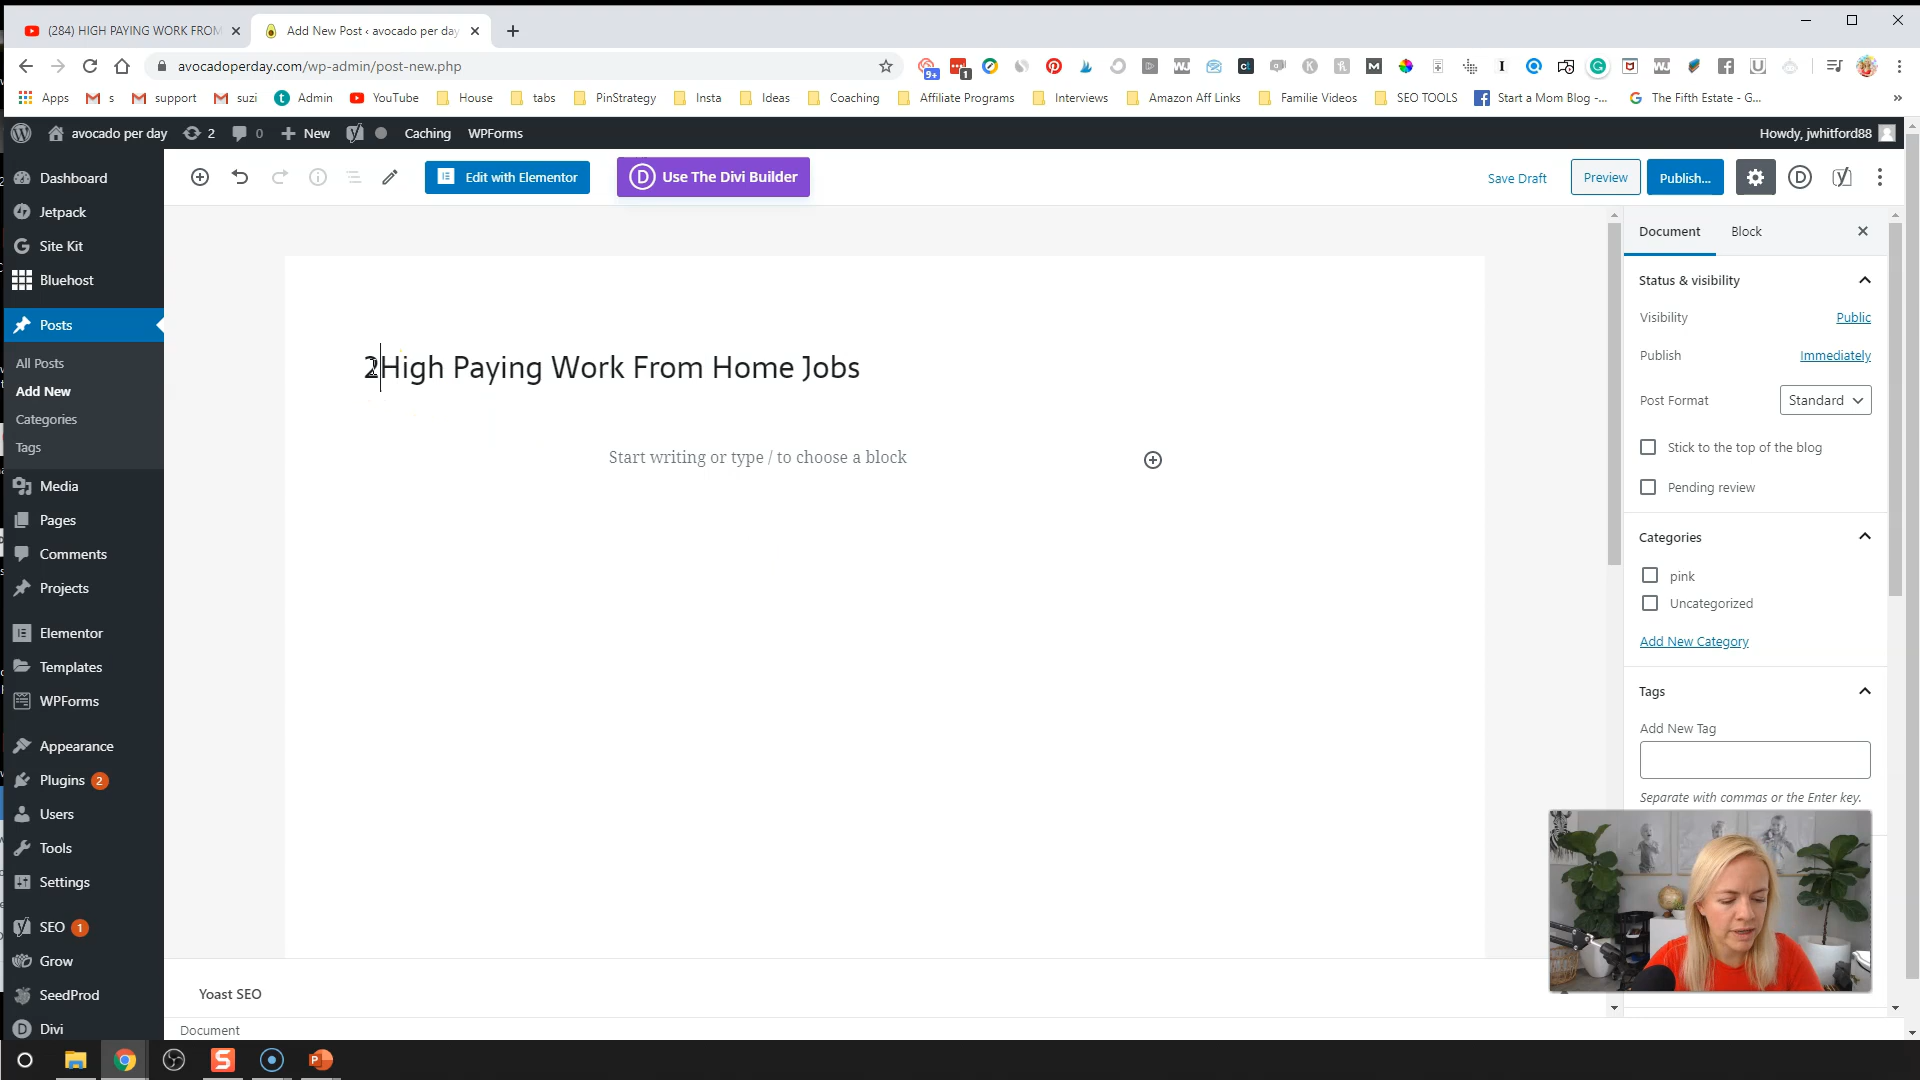 (284) HIGH PAYING WORK FROM
Add New Post ‹ avocado per day
avocadoperday.com/wp-admin/post-new.php
9+
1
Apps
s
support
suzi
Admin
YouTube
House
tabs
PinStrategy
Insta
Ideas
Coaching
Affiliate Programs
Interviews
Amazon Aff Links
Familie Videos
SEO TOOLS
Start a Mom Blog -...
The Fifth Estate - G...
avocado per day
2
0
New
Caching
WPForms
Howdy, jwhitford88
Dashboard
Jetpack
Site Kit
Bluehost
Posts
All Posts
Add New
Categories
Tags
Media
Pages
Comments
Projects
Elementor
Templates
WPForms
Appearance
Plugins 2
Users
Tools
Settings
SEO 1
Grow
SeedProd
Divi
Edit with Elementor
Use The Divi Builder
Save Draft
Preview
Publish...
2High Paying Work From Home Jobs
Start writing or type / to choose a block
Yoast SEO
Document
Document
Block
Status & visibility
Visibility
Public
Publish
Immediately
Post Format
Standard
Stick to the top of the blog
Pending review
Categories
pink
Uncategorized
Add New Category
Tags
Add New Tag
Separate with commas or the Enter key.